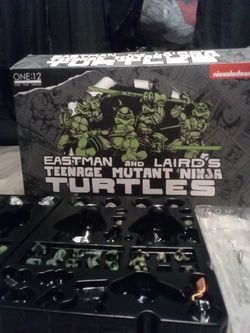 ONE:12
nickelodeon
EASTMAN AND LAIRD'S
TEENAGE MUTANT NINJA
TURTLES